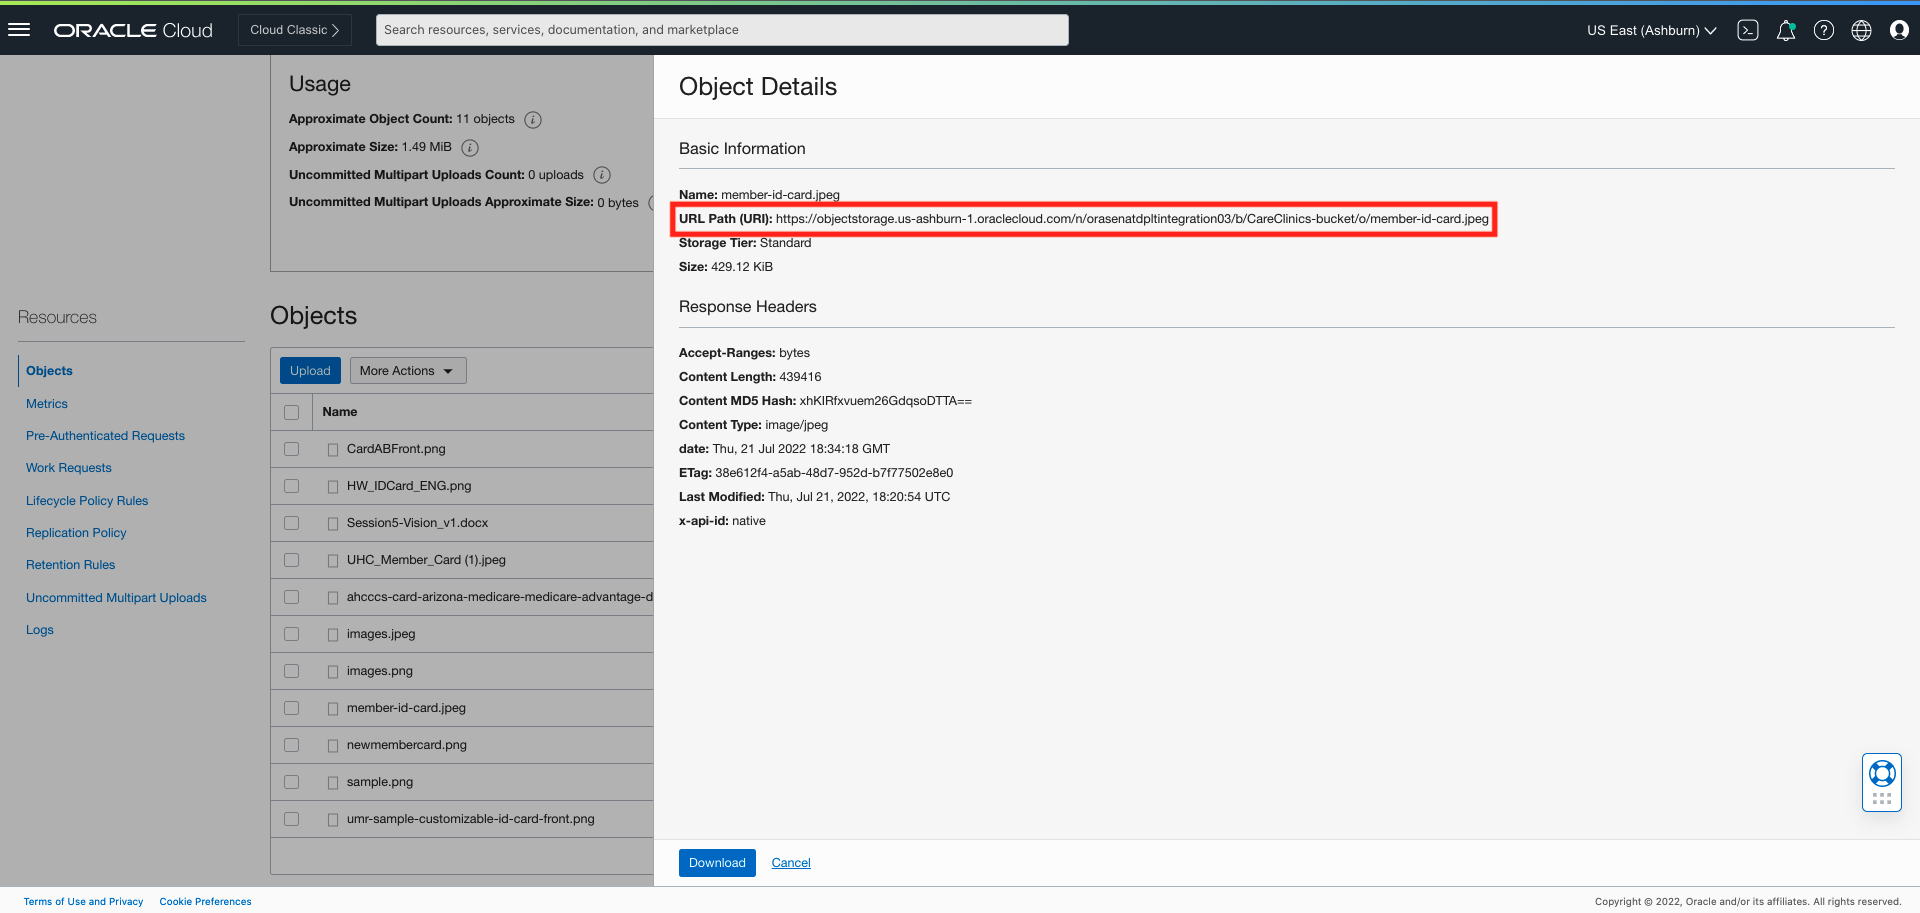 ORACLE Cloud
Cloud Classic
Search resources, services, documentation, and marketplace
US East (Ashburn)
Usage
Approximate Object Count: 11 objects
Approximate Size: 1.49 MiB
Uncommitted Multipart Uploads Count: 0 uploads
Uncommitted Multipart Uploads Approximate Size: 0 bytes
Resources
Objects
Metrics
Pre-Authenticated Requests
Work Requests
Lifecycle Policy Rules
Replication Policy
Retention Rules
Uncommitted Multipart Uploads
Logs
Objects
Upload
More Actions
Name
CardABFront.png
HW_IDCard_ENG.png
Session5-Vision_v1.docx
UHC_Member_Card (1).jpeg
ahcccs-card-arizona-medicare-medicare-advantage-d
images.jpeg
images.png
member-id-card.jpeg
newmembercard.png
sample.png
umr-sample-customizable-id-card-front.png
Object Details
Basic Information
Name: member-id-card.jpeg
URL Path (URI): https://objectstorage.us-ashburn-1.oraclecloud.com/n/orasenatdpltintegration03/b/CareClinics-bucket/o/member-id-card.jpeg
Storage Tier: Standard
Size: 429.12 KiB
Response Headers
Accept-Ranges: bytes
Content Length: 439416
Content MD5 Hash: xhKIRfxvuem26GdqsoDTTA==
Content Type: image/jpeg
date: Thu, 21 Jul 2022 18:34:18 GMT
ETag: 38e612f4-a5ab-48d7-952d-b7f77502e8e0
Last Modified: Thu, Jul 21, 2022, 18:20:54 UTC
x-api-id: native
Download
Cancel
Terms of Use and Privacy
Cookie Preferences
Copyright © 2022, Oracle and/or its affiliates. All rights reserved.